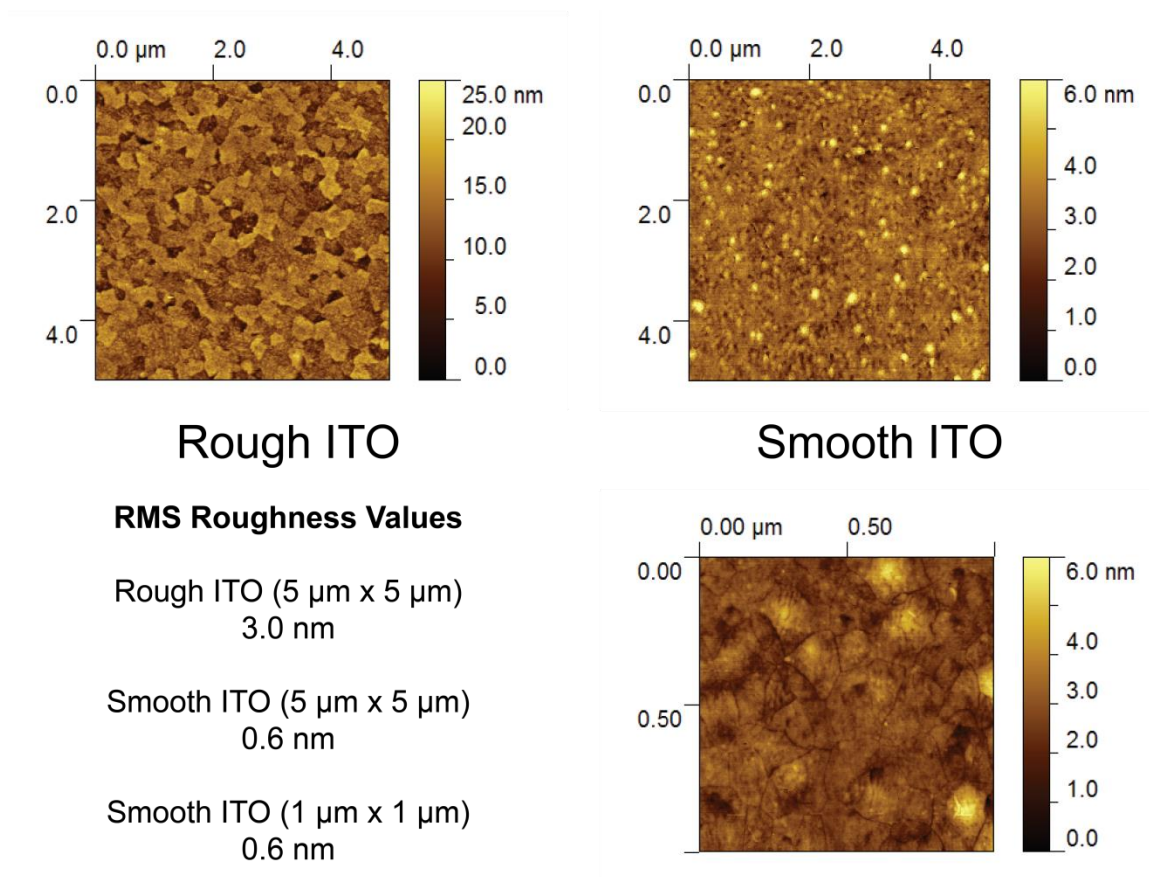 0.0 µm 2.0 4.0
0.0
2.0
4.0
25.0 nm
20.0
15.0
10.0
5.0
0.0
Rough ITO
0.0 µm 2.0 4.0
0.0
2.0
4.0
6.0 nm
4.0
3.0
2.0
1.0
0.0
Smooth ITO
RMS Roughness Values
Rough ITO (5 µm x 5 µm)
3.0 nm
Smooth ITO (5 µm x 5 µm)
0.6 nm
Smooth ITO (1 µm x 1 µm)
0.6 nm
0.00 µm 0.50
0.00
0.50
6.0 nm
4.0
3.0
2.0
1.0
0.0